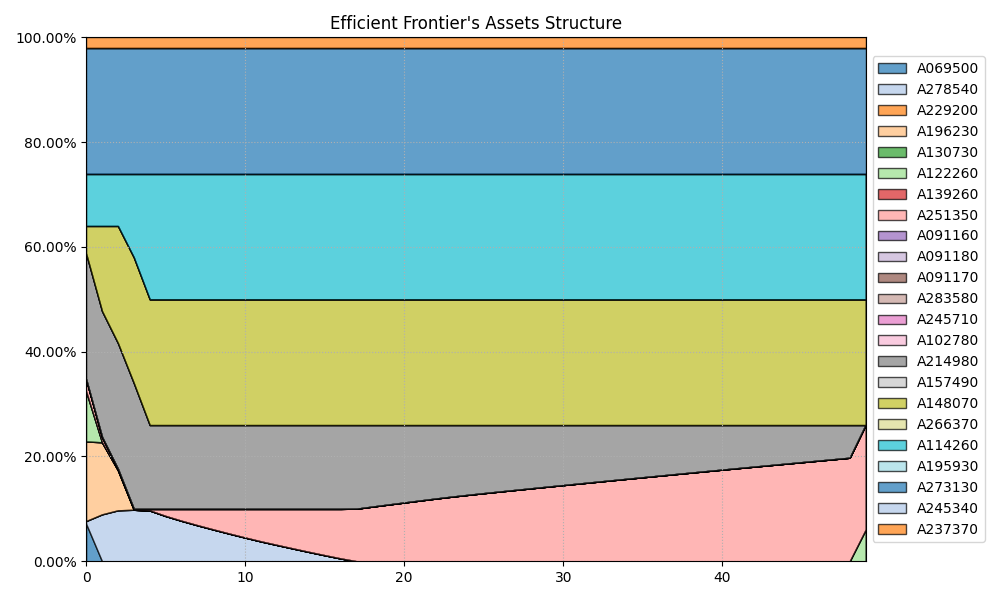 Efficient Frontier's Assets Structure
100.00%
80.00%
60.00%
40.00%
20.00%
0.00%
0
10
20
30
40
A069500
A278540
A229200
A196230
A130730
A122260
A139260
A251350
A091160
A091180
A091170
A283580
A245710
A102780
A214980
A157490
A148070
A266370
A114260
A195930
A273130
A245340
A237370